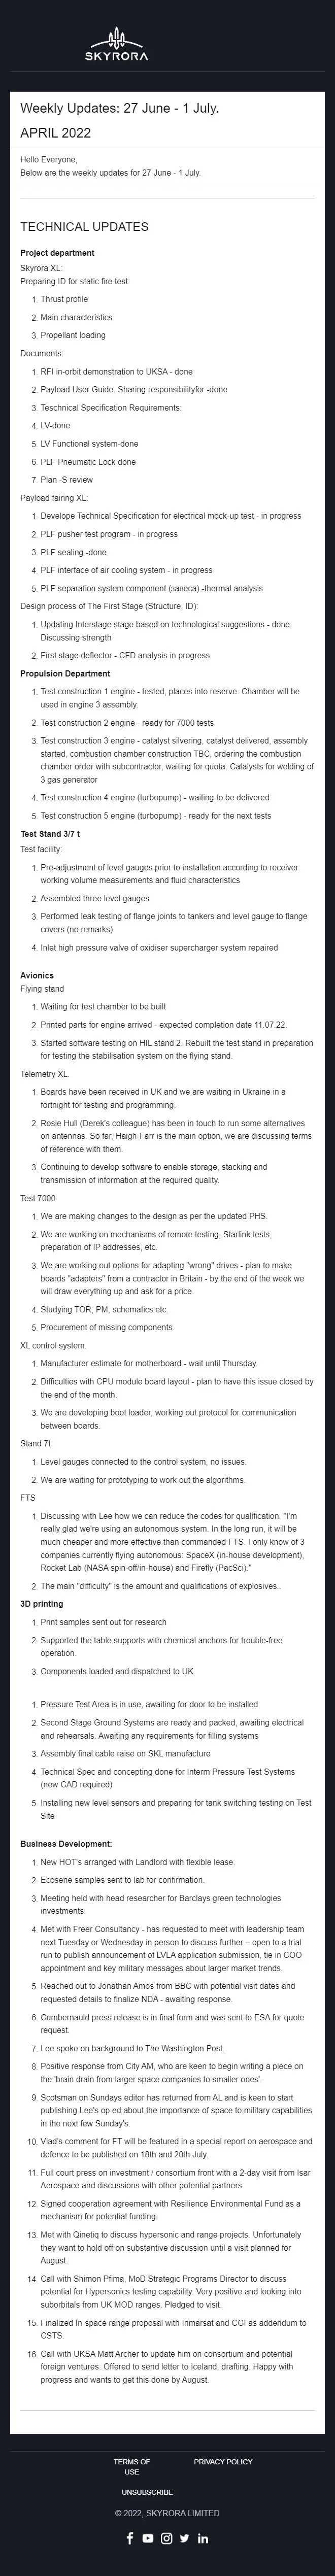 SKYRORA
Weekly Updates: 27 June - 1 July.
APRIL 2022
Hello Everyone,
Below are the weekly updates for 27 June - 1 July.
TECHNICAL UPDATES
Project department
Skyrora XL:
Preparing ID for static fire test:
1. Thrust profile
2. Main characteristics
3. Propellant loading
Documents:
1. RFI in-orbit demonstration to UKSA - done
2. Payload User Guide. Sharing responsibilityfor -done
3. Teschnical Specification Requirements:
4. LV-done
5. LV Functional system-done
6. PLF Pneumatic Lock done
7. Plan -S review
Payload fairing XL:
1. Develope Technical Specification for electrical mock-up test - in progress
2. PLF pusher test program - in progress
3. PLF sealing -done
4. PLF interface of air cooling system - in progress
5. PLF separation system component (завеса) -thermal analysis
Design process of The First Stage (Structure, ID):
1. Updating Interstage stage based on technological suggestions - done.
Discussing strength
2. First stage deflector - CFD analysis in progress
Propulsion Department
1. Test construction 1 engine - tested, places into reserve. Chamber will be
used in engine 3 assembly.
2. Test construction 2 engine - ready for 7000 tests
3. Test construction 3 engine - catalyst silvering, catalyst delivered, assembly
started, combustion chamber construction TBC, ordering the combustion
chamber order with subcontractor, waiting for quota. Catalysts for welding of
3 gas generator
4. Test construction 4 engine (turbopump) - waiting to be delivered
5. Test construction 5 engine (turbopump) - ready for the next tests
Test Stand 3/7 t
Test facility:
1. Pre-adjustment of level gauges prior to installation according to receiver
working volume measurements and fluid characteristics
2. Assembled three level gauges
3. Performed leak testing of flange joints to tankers and level gauge to flange
covers (no remarks)
4. Inlet high pressure valve of oxidiser supercharger system repaired
Avionics
Flying stand
1. Waiting for test chamber to be built
2. Printed parts for engine arrived - expected completion date 11.07.22.
3. Started software testing on HIL stand 2. Rebuilt the test stand in preparation
for testing the stabilisation system on the flying stand.
Telemetry XL.
1. Boards have been received in UK and we are waiting in Ukraine in a
fortnight for testing and programming.
2. Rosie Hull (Derek's colleague) has been in touch to run some alternatives
on antennas. So far, Haigh-Farr is the main option, we are discussing terms
of reference with them.
3. Continuing to develop software to enable storage, stacking and
transmission of information at the required quality.
Test 7000
1. We are making changes to the design as per the updated PHS.
2. We are working on mechanisms of remote testing, Starlink tests,
preparation of IP addresses, etc.
3. We are working out options for adapting "wrong" drives - plan to make
boards "adapters" from a contractor in Britain - by the end of the week we
will draw everything up and ask for a price.
4. Studying TOR, PM, schematics etc.
5. Procurement of missing components.
XL control system.
1. Manufacturer estimate for motherboard - wait until Thursday.
2. Difficulties with CPU module board layout - plan to have this issue closed by
the end of the month.
3. We are developing boot loader, working out protocol for communication
between boards.
Stand 7t
1. Level gauges connected to the control system, no issues.
2. We are waiting for prototyping to work out the algorithms.
FTS
1. Discussing with Lee how we can reduce the codes for qualification. "I'm
really glad we're using an autonomous system. In the long run, it will be
much cheaper and more effective than commanded FTS. I only know of 3
companies currently flying autonomous: SpaceX (in-house development),
Rocket Lab (NASA spin-off/in-house) and Firefly (PacSci)."
2. The main "difficulty" is the amount and qualifications of explosives..
3D printing
1. Print samples sent out for research
2. Supported the table supports with chemical anchors for trouble-free
operation.
3. Components loaded and dispatched to UK
1. Pressure Test Area is in use, awaiting for door to be installed
2. Second Stage Ground Systems are ready and packed, awaiting electrical
and rehearsals. Awaiting any requirements for filling systems
3. Assembly final cable raise on SKL manufacture
4. Technical Spec and concepting done for Interm Pressure Test Systems
(new CAD required)
5. Installing new level sensors and preparing for tank switching testing on Test
Site
Business Development:
1. New HOT's arranged with Landlord with flexible lease.
2. Ecosene samples sent to lab for confirmation.
3. Meeting held with head researcher for Barclays green technologies
investments.
4. Met with Freer Consultancy - has requested to meet with leadership team
next Tuesday or Wednesday in person to discuss further – open to a trial
run to publish announcement of LVLA application submission, tie in COO
appointment and key military messages about larger market trends.
5. Reached out to Jonathan Amos from BBC with potential visit dates and
requested details to finalize NDA - awaiting response.
6. Cumbernauld press release is in final form and was sent to ESA for quote
request.
7. Lee spoke on background to The Washington Post.
8. Positive response from City AM, who are keen to begin writing a piece on
the 'brain drain from larger space companies to smaller ones'.
9. Scotsman on Sundays editor has returned from AL and is keen to start
publishing Lee's op ed about the importance of space to military capabilities
in the next few Sunday's.
10. Vlad's comment for FT will be featured in a special report on aerospace and
defence to be published on 18th and 20th July.
11. Full court press on investment / consortium front with a 2-day visit from Isar
Aerospace and discussions with other potential partners.
12. Signed cooperation agreement with Resilience Environmental Fund as a
mechanism for potential funding.
13. Met with Qinetiq to discuss hypersonic and range projects. Unfortunately
they want to hold off on substantive discussion until a visit planned for
August.
14. Call with Shimon Pfima, MoD Strategic Programs Director to discuss
potential for Hypersonics testing capability. Very positive and looking into
suborbitals from UK MOD ranges. Pledged to visit.
15. Finalized In-space range proposal with Inmarsat and CGI as addendum to
CSTS.
16. Call with UKSA Matt Archer to update him on consortium and potential
foreign ventures. Offered to send letter to Iceland, drafting. Happy with
progress and wants to get this done by August.
TERMS OF
USE
PRIVACY POLICY
UNSUBSCRIBE
© 2022, SKYRORA LIMITED